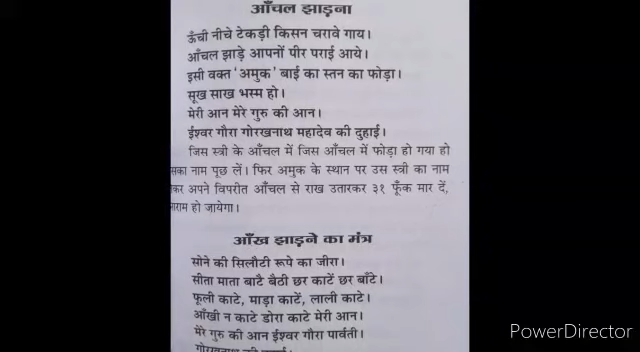 आँचल झाड़ना
ऊँची नीचे टेकड़ी किसन चरावे गाय।
आँचल झाड़े आपनों पीर पराई आये।
इसी वक्त 'अमुक' बाई का स्तन का फोड़ा।
सूख साख भस्म हो।
मेरी आन मेरे गुरु की आन।
ईश्वर गौरा गोरखनाथ महादेव की दुहाई।
जिस स्त्री के आँचल में जिस आँचल में फोड़ा हो गया हो
सका नाम पूछ लें। फिर अमुक के स्थान पर उस स्त्री का नाम
कर अपने विपरीत आँचल से राख उतारकर ३१ फूँक मार दें,
ाराम हो जायेगा।
आँख झाड़ने का मंत्र
सोने की सिलौटी रूपे का जीरा।
सीता माता बाटै बैठी छर काटें छर बाँटे।
फूली काटे, माड़ा काटें, लाली काटे।
आँखी न काटे डोरा काटे मेरी आन।
मेरे गुरु की आन ईश्वर गौरा पार्वती।
PowerDirector